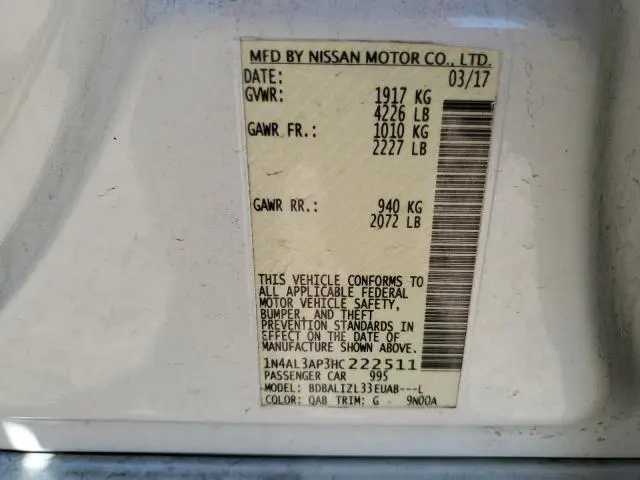 MFD BY NISSAN MOTOR CO., LTD.
DATE: 03/17
GVWR: 1917 KG
4226 LB
GAWR FR.: 1010 KG
2227 LB
GAWR RR.: 940 KG
2072 LB
THIS VEHICLE CONFORMS TO
ALL APPLICABLE FEDERAL
MOTOR VEHICLE SAFETY,
BUMPER, AND THEFT
PREVENTION STANDARDS IN
EFFECT ON THE DATE OF
MANUFACTURE SHOWN ABOVE.
1N4AL3AP3HC222511
PASSENGER CAR 995
MODEL: BDBALIZL33EUAB---L
COLOR: QAB TRIM: G 9N00A